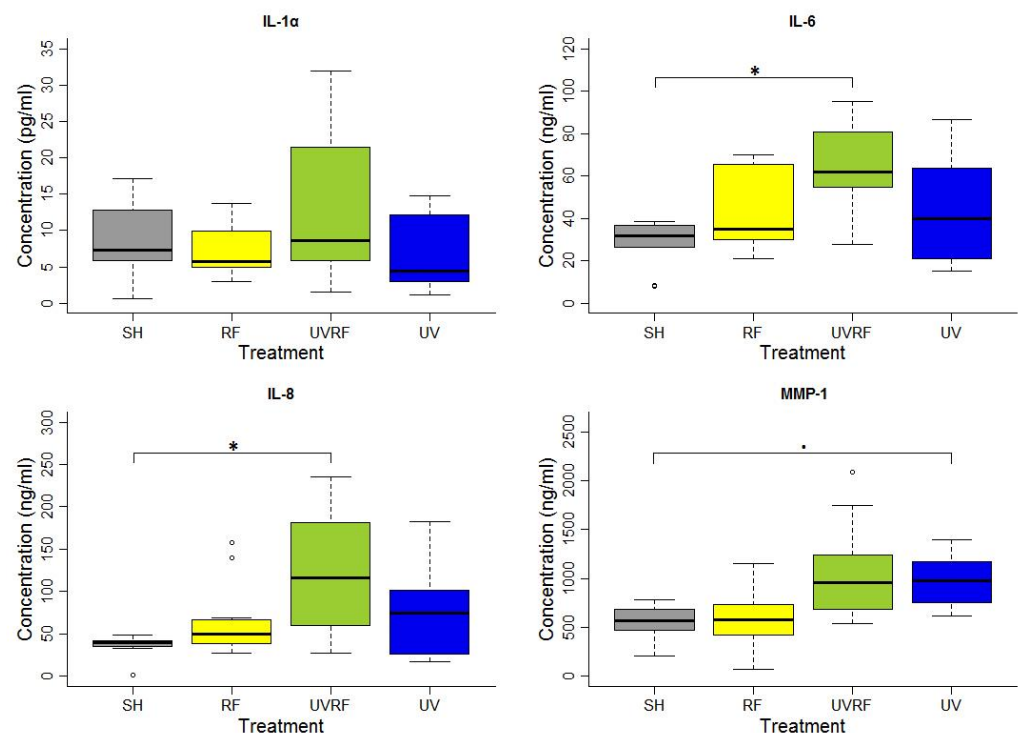 IL-1α
Concentration (pg/ml)
35
30
25
20
15
10
5
0
SH RF UVRF UV
Treatment
IL-6
Concentration (ng/ml)
120
100
80
60
40
20
0
*
SH RF UVRF UV
Treatment
IL-8
Concentration (ng/ml)
300
250
200
150
100
50
0
*
SH RF UVRF UV
Treatment
MMP-1
Concentration (ng/ml)
2500
2000
1500
1000
500
0
•
SH RF UVRF UV
Treatment